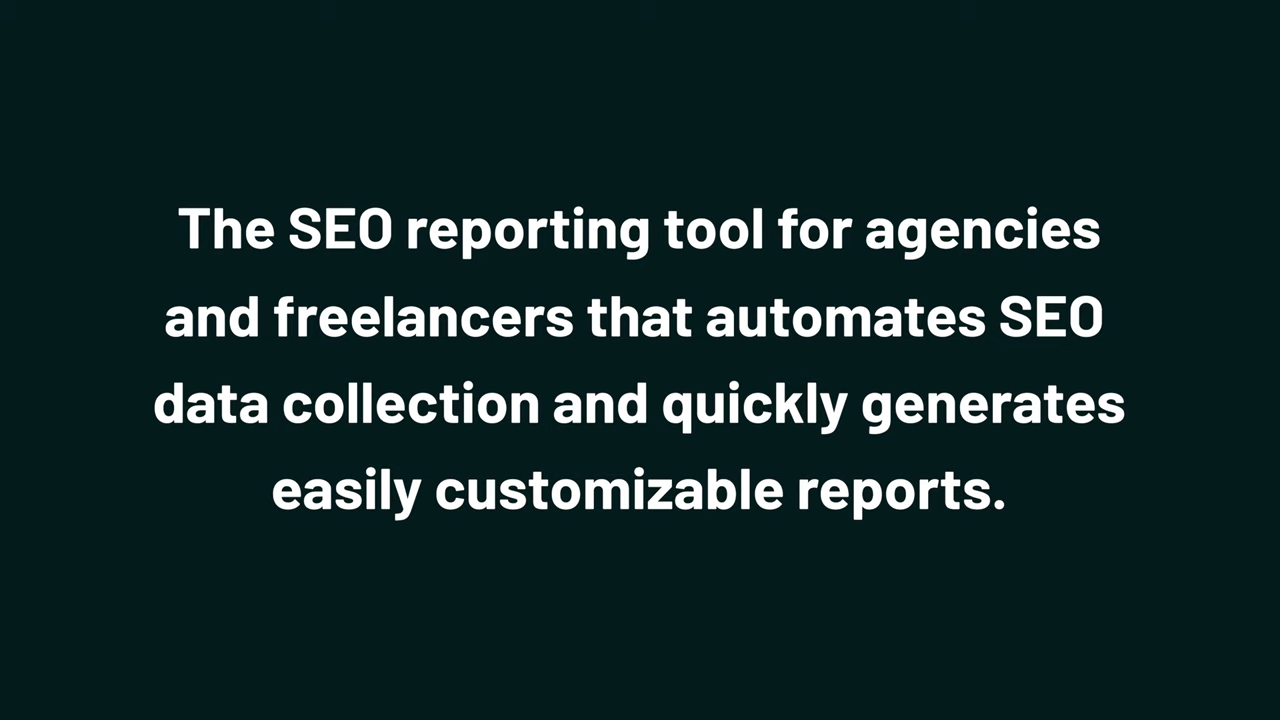 The SEO reporting tool for agencies
and freelancers that automates SEO
data collection and quickly generates
easily customizable reports.